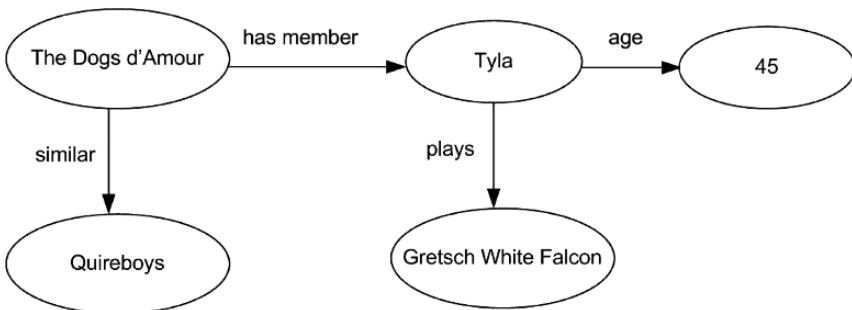 The Dogs d'Amour
has member
Tyla
age
45
similar
plays
Quireboys
Gretsch White Falcon